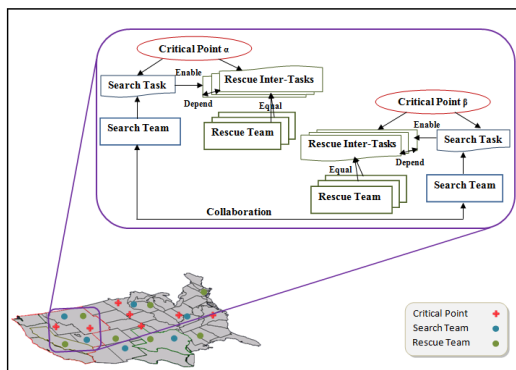 Critical Point α
Enable
Search Task
Rescue Inter-Tasks
Depend
Equal
Search Team
Rescue Team
Critical Point β
Enable
Rescue Inter-Tasks
Search Task
Depend
Equal
Rescue Team
Search Team
Collaboration
Critical Point
Search Team
Rescue Team